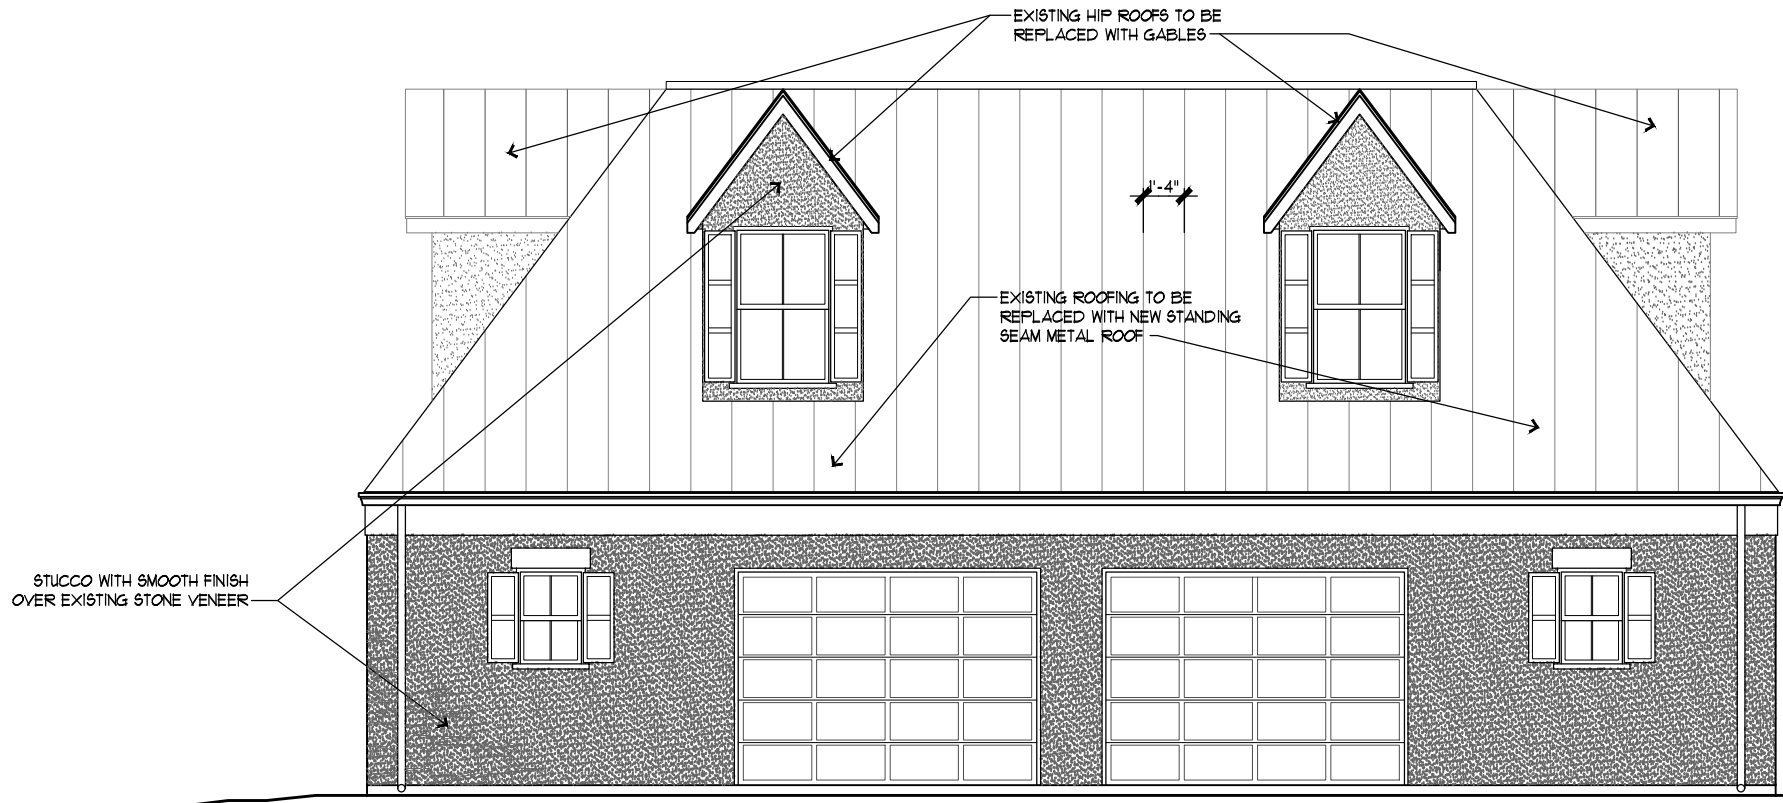 EXISTING HIP ROOFS TO BE
REPLACED WITH GABLES
1'-4"
EXISTING ROOFING TO BE
REPLACED WITH NEW STANDING
SEAM METAL ROOF
STUCCO WITH SMOOTH FINISH
OVER EXISTING STONE VENEER